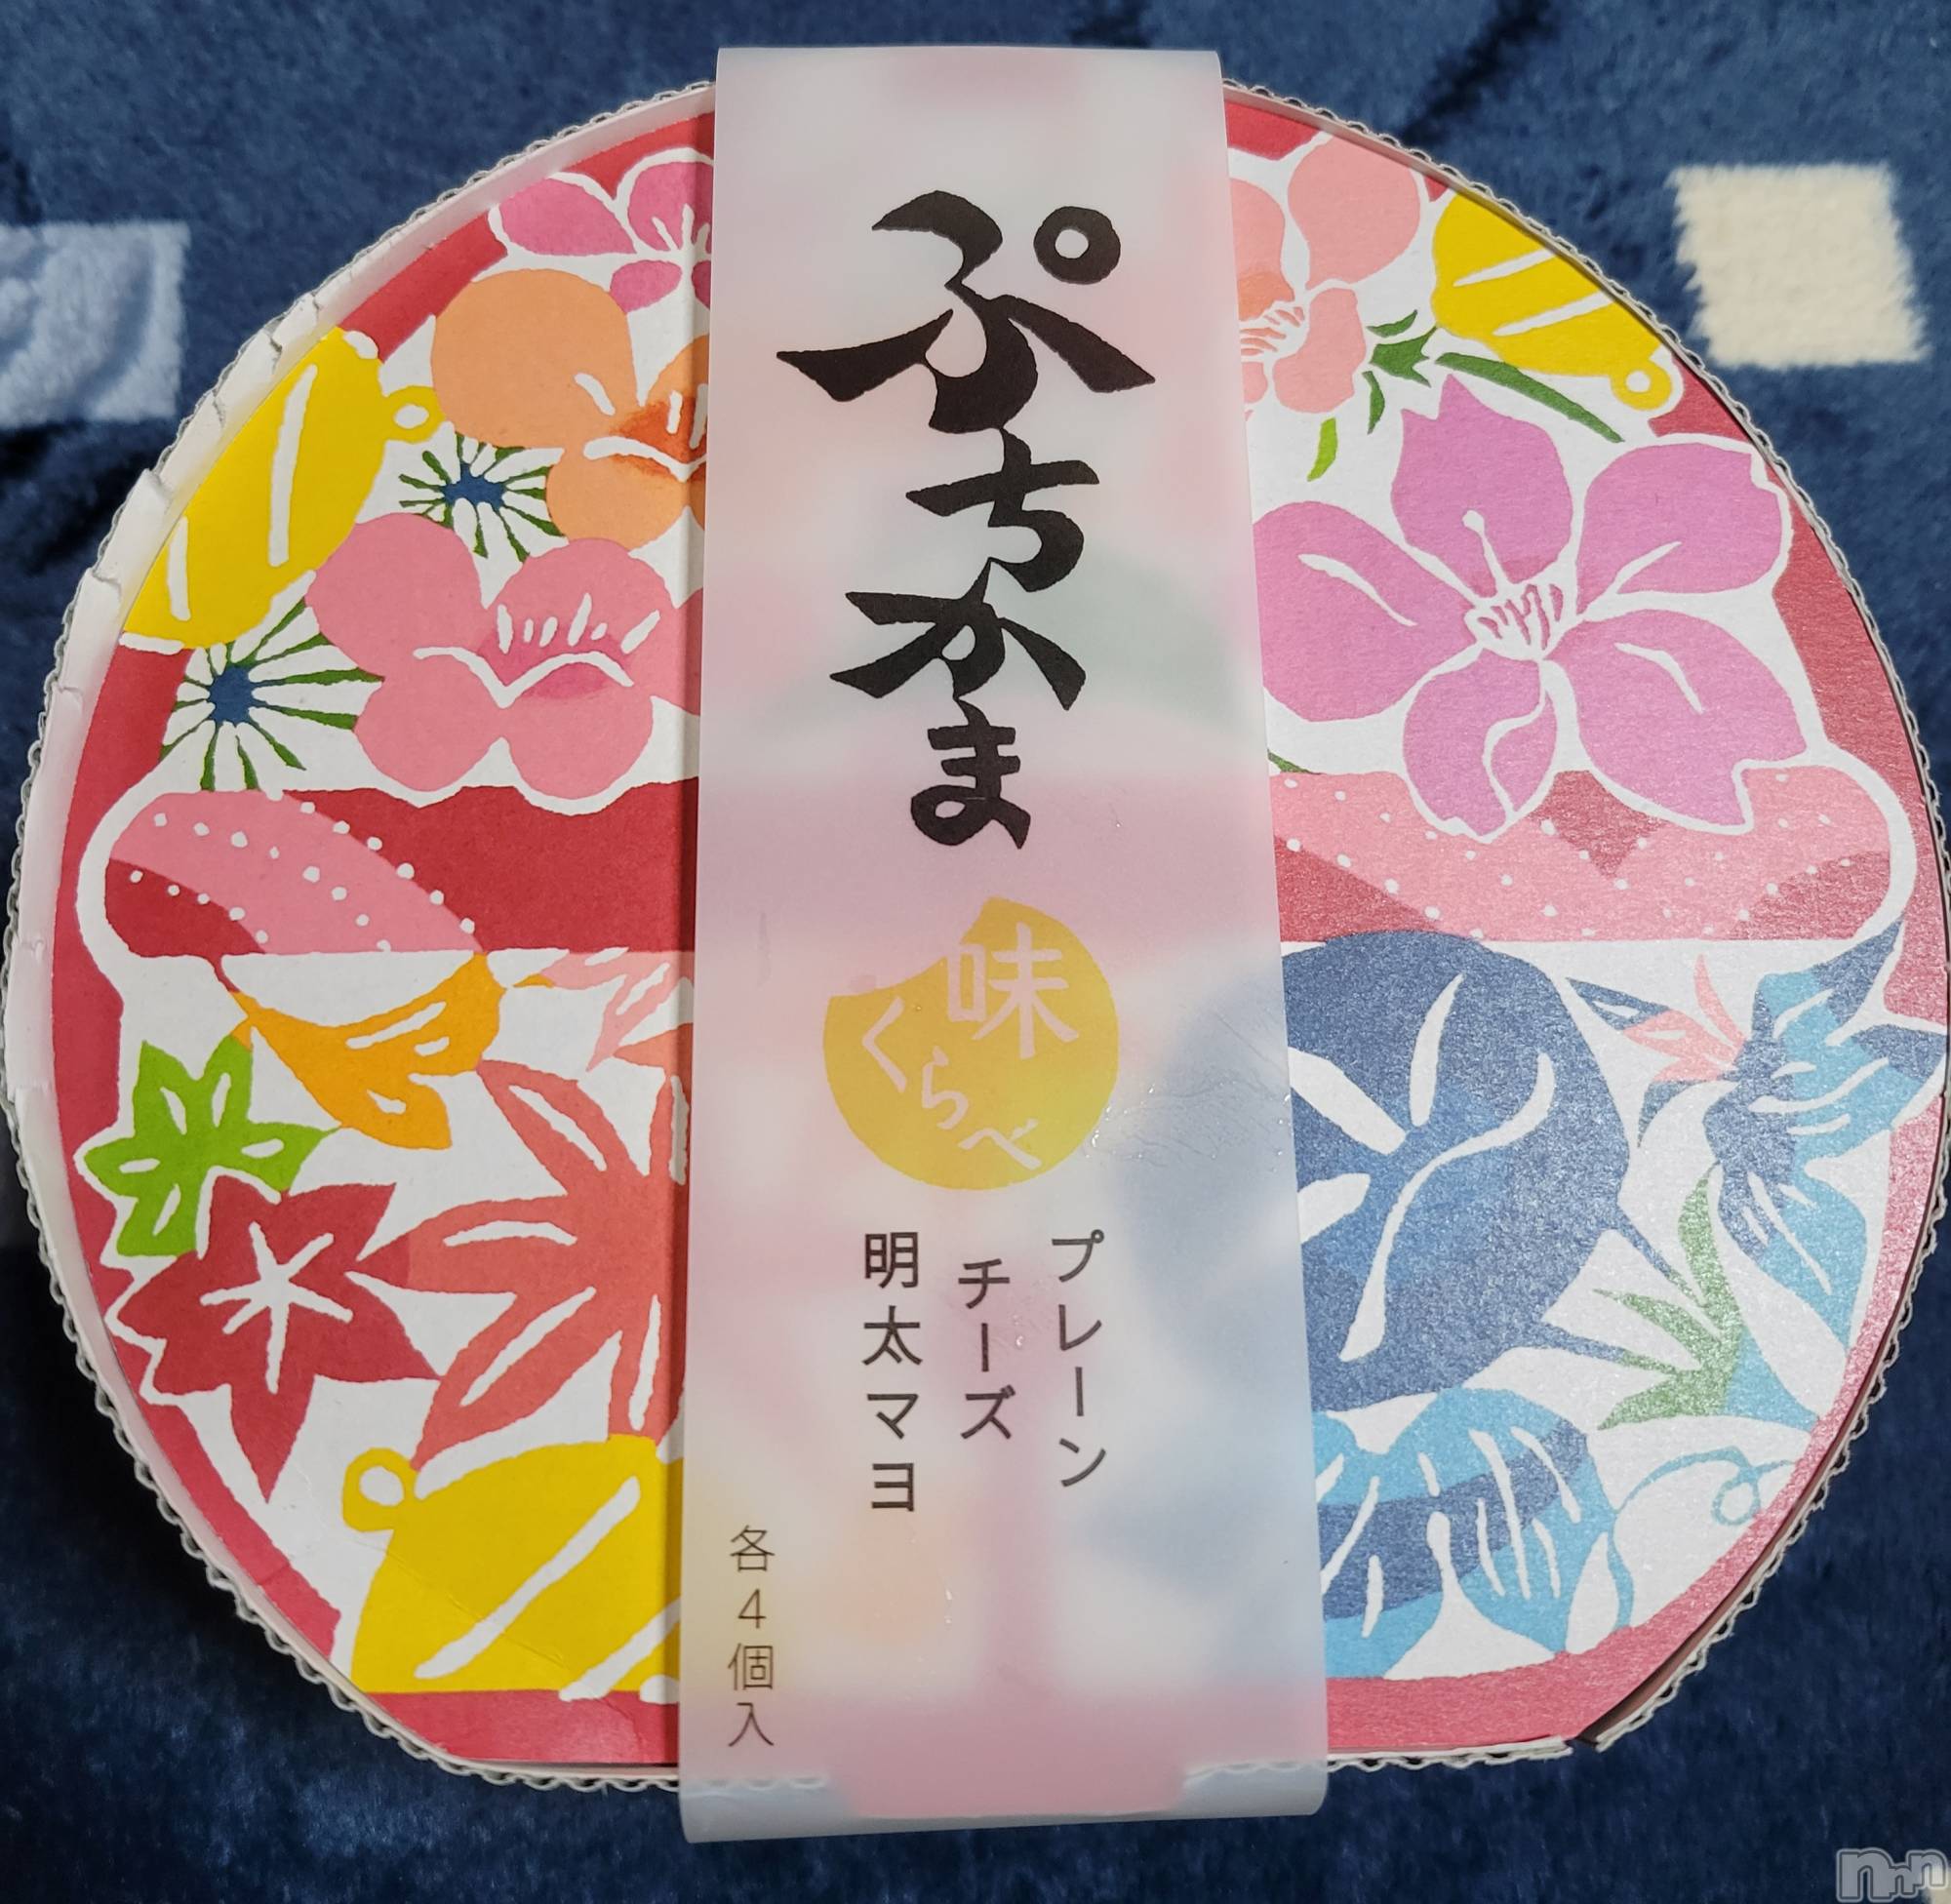 ぷちかま
味くらべ
プレーン
チーズ
明太マヨ
各4個入
nnn